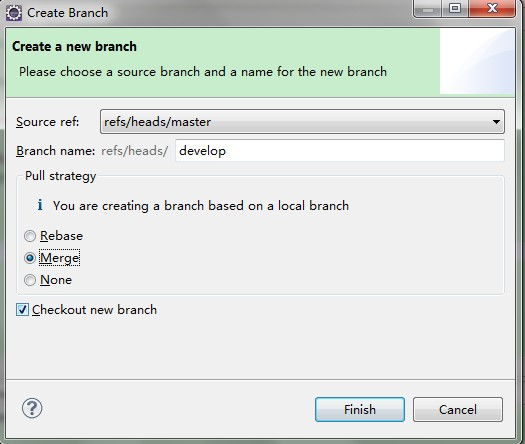 Create Branch
Create a new branch
Please choose a source branch and a name for the new branch
Source ref: refs/heads/master
Branch name: refs/heads/ develop
Pull strategy
i You are creating a branch based on a local branch
Rebase
Merge
None
Checkout new branch
? Finish Cancel